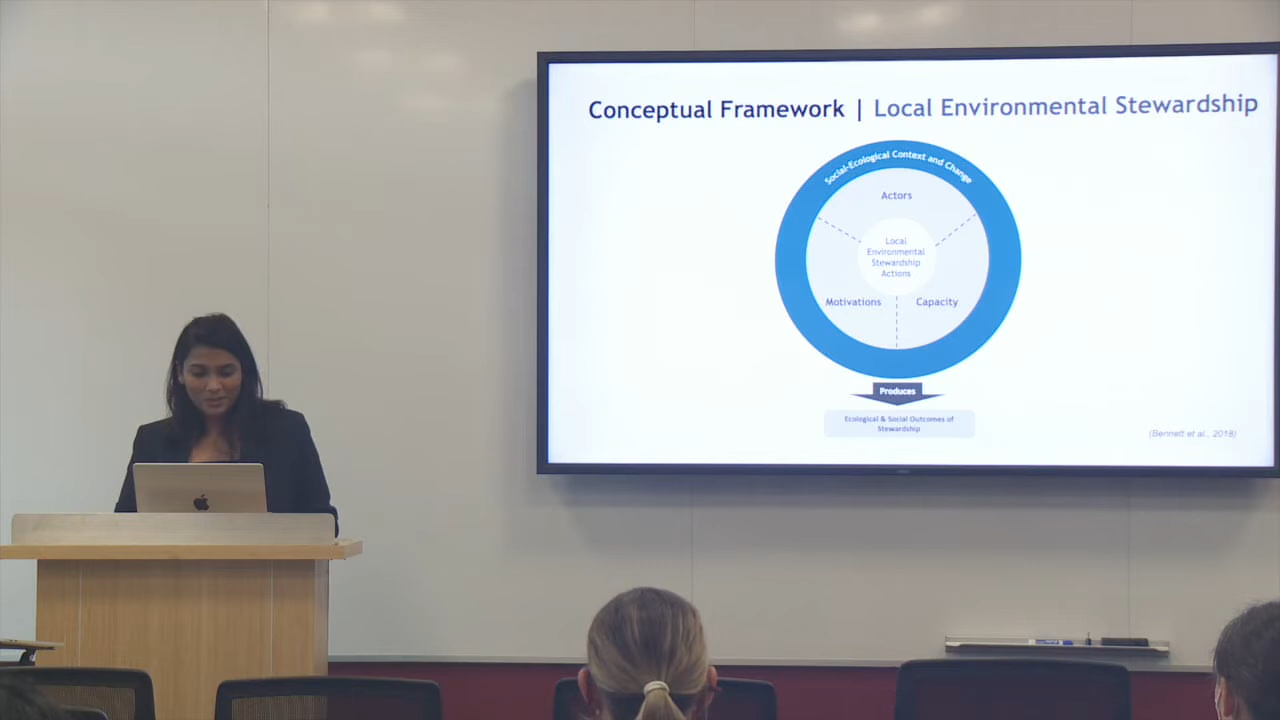 Conceptual Framework | Local Environmental Stewardship
Social-Ecological Context and Change
Actors
Local
Environmental
Stewardship
Actions
Motivations
Capacity
Produces
Ecological & Social Outcomes of
Stewardship
(Bennett et al., 2018)